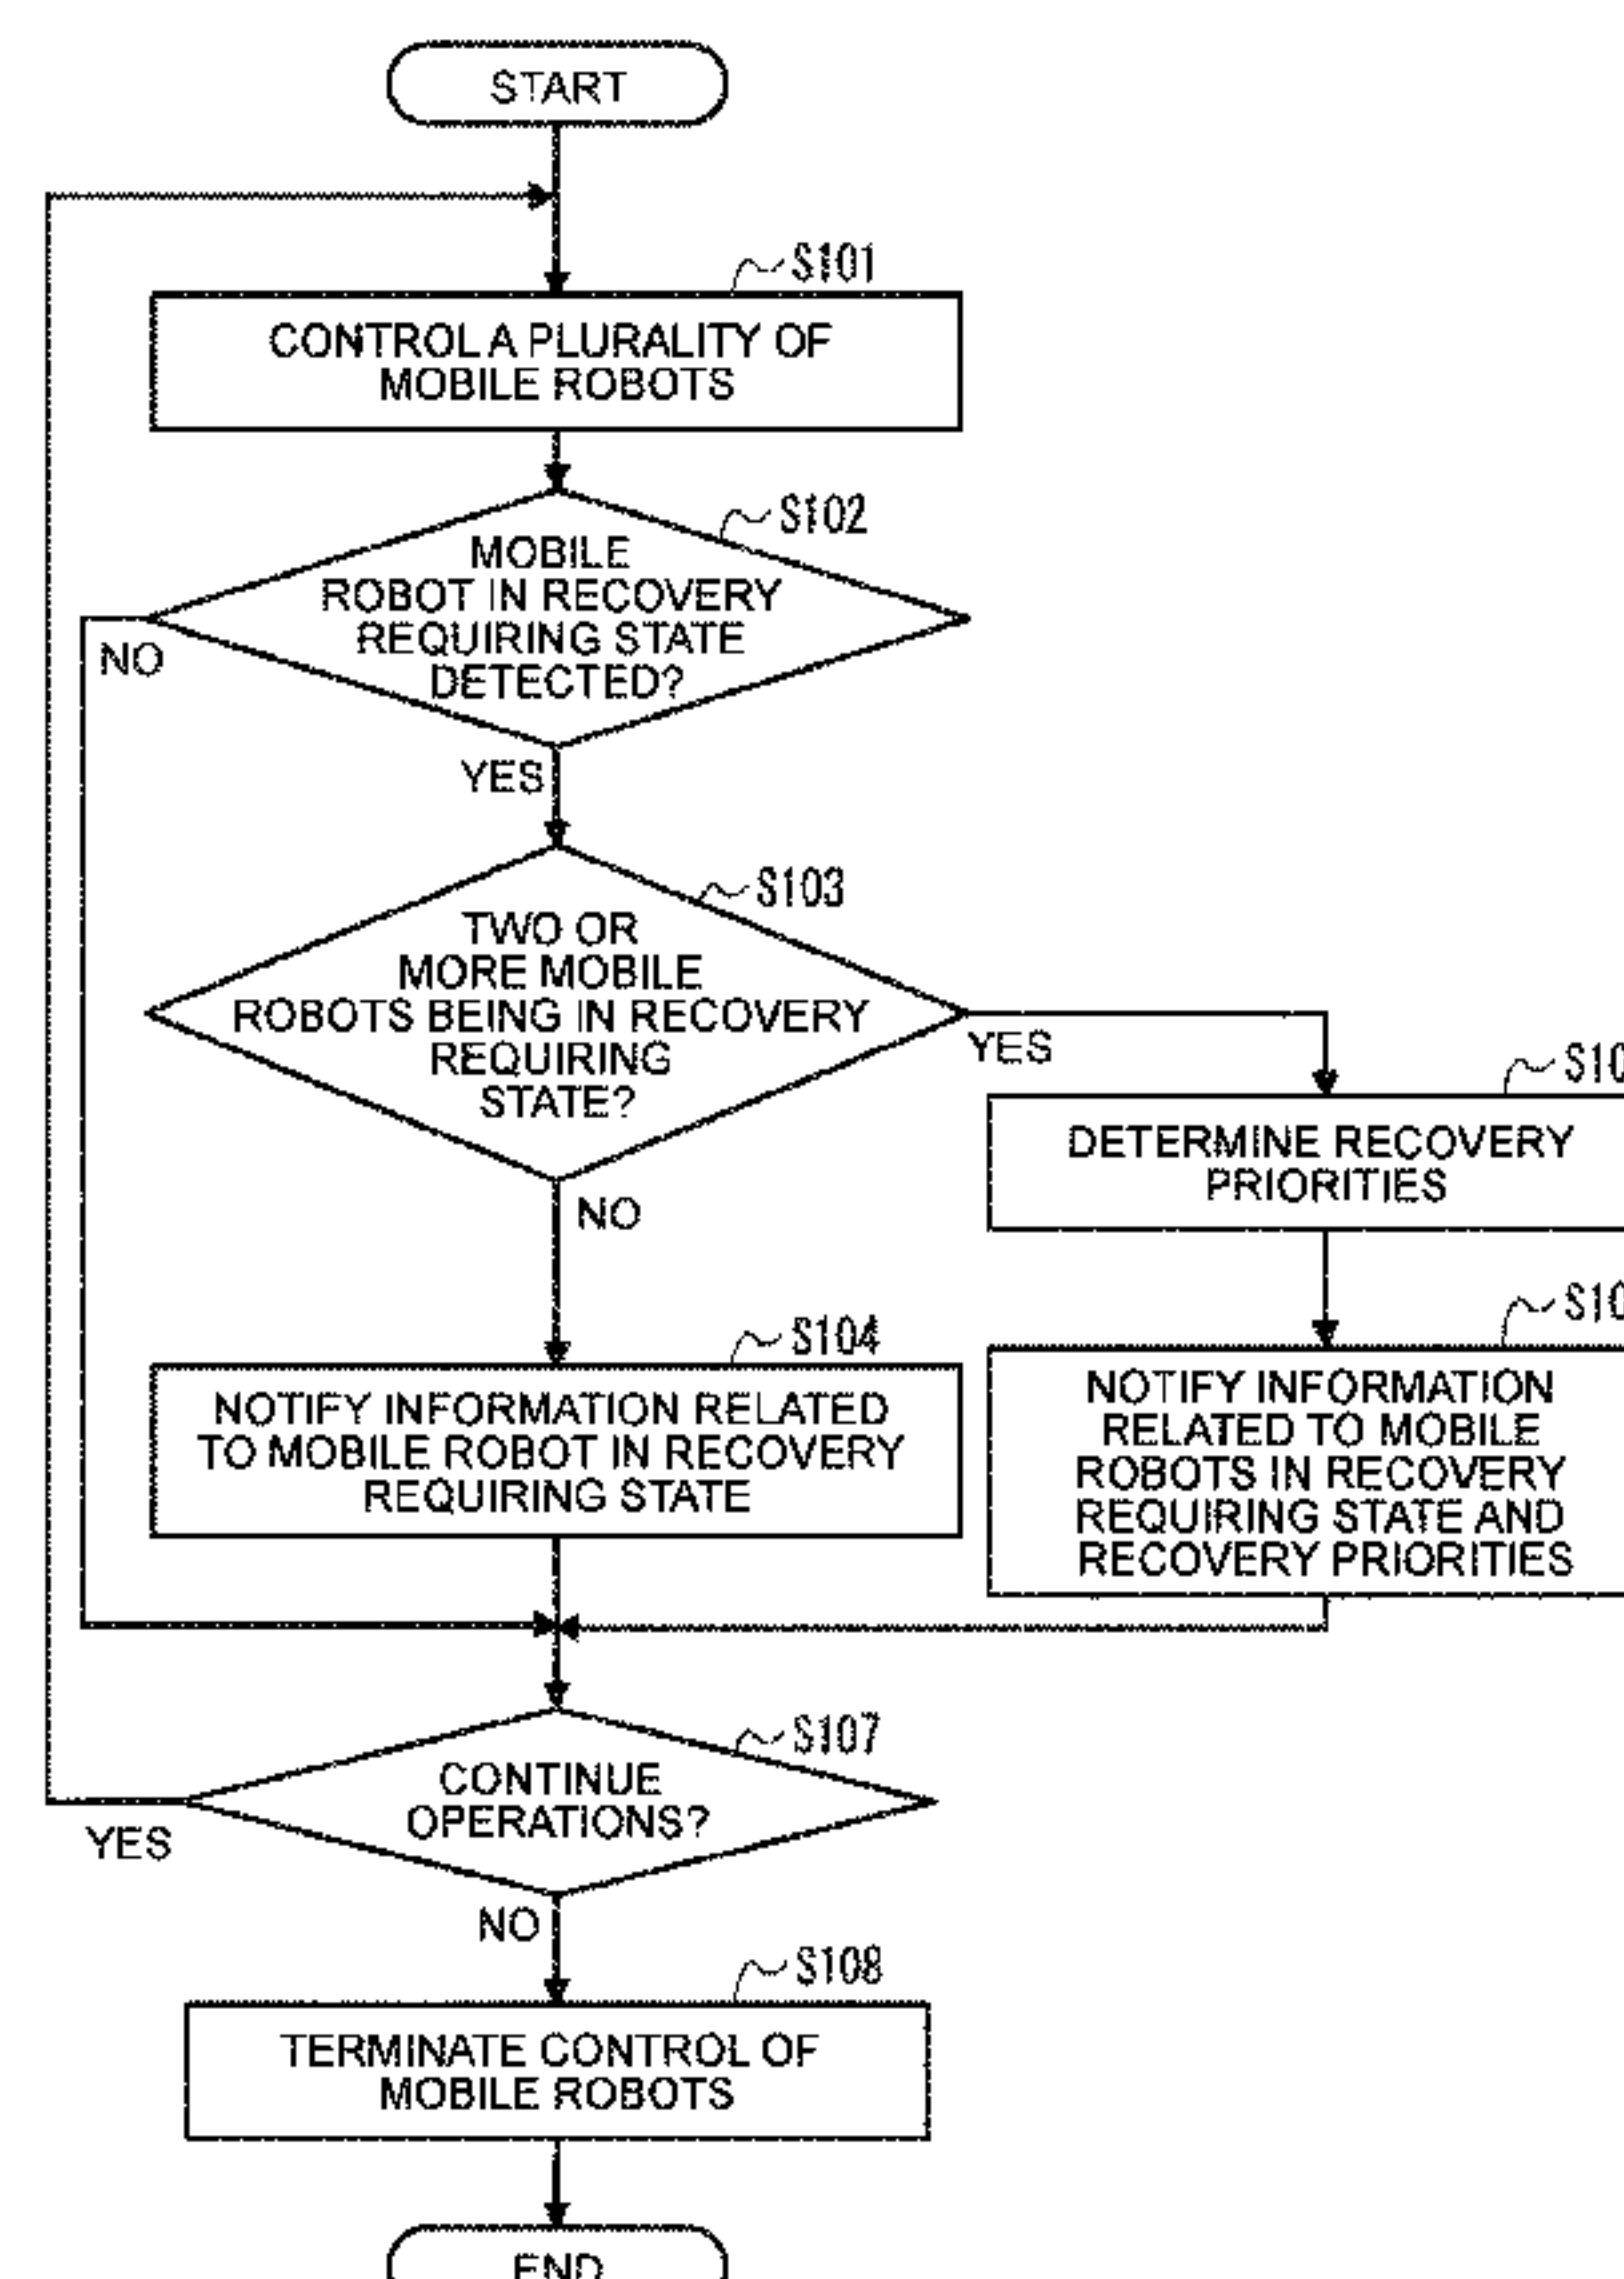 START
S101
CONTROL A PLURALITY OF
MOBILE ROBOTS
S102
MOBILE
ROBOT IN RECOVERY
REQUIRING STATE
DETECTED?
NO
YES
S103
TWO OR
MORE MOBILE
ROBOTS BEING IN RECOVERY
REQUIRING
STATE?
YES
NO
DETERMINE RECOVERY
PRIORITIES
S104
NOTIFY INFORMATION RELATED
TO MOBILE ROBOT IN RECOVERY
REQUIRING STATE
NOTIFY INFORMATION
RELATED TO MOBILE
ROBOTS IN RECOVERY
REQUIRING STATE AND
RECOVERY PRIORITIES
S107
CONTINUE
OPERATIONS?
YES
NO
S108
TERMINATE CONTROL OF
MOBILE ROBOTS
END